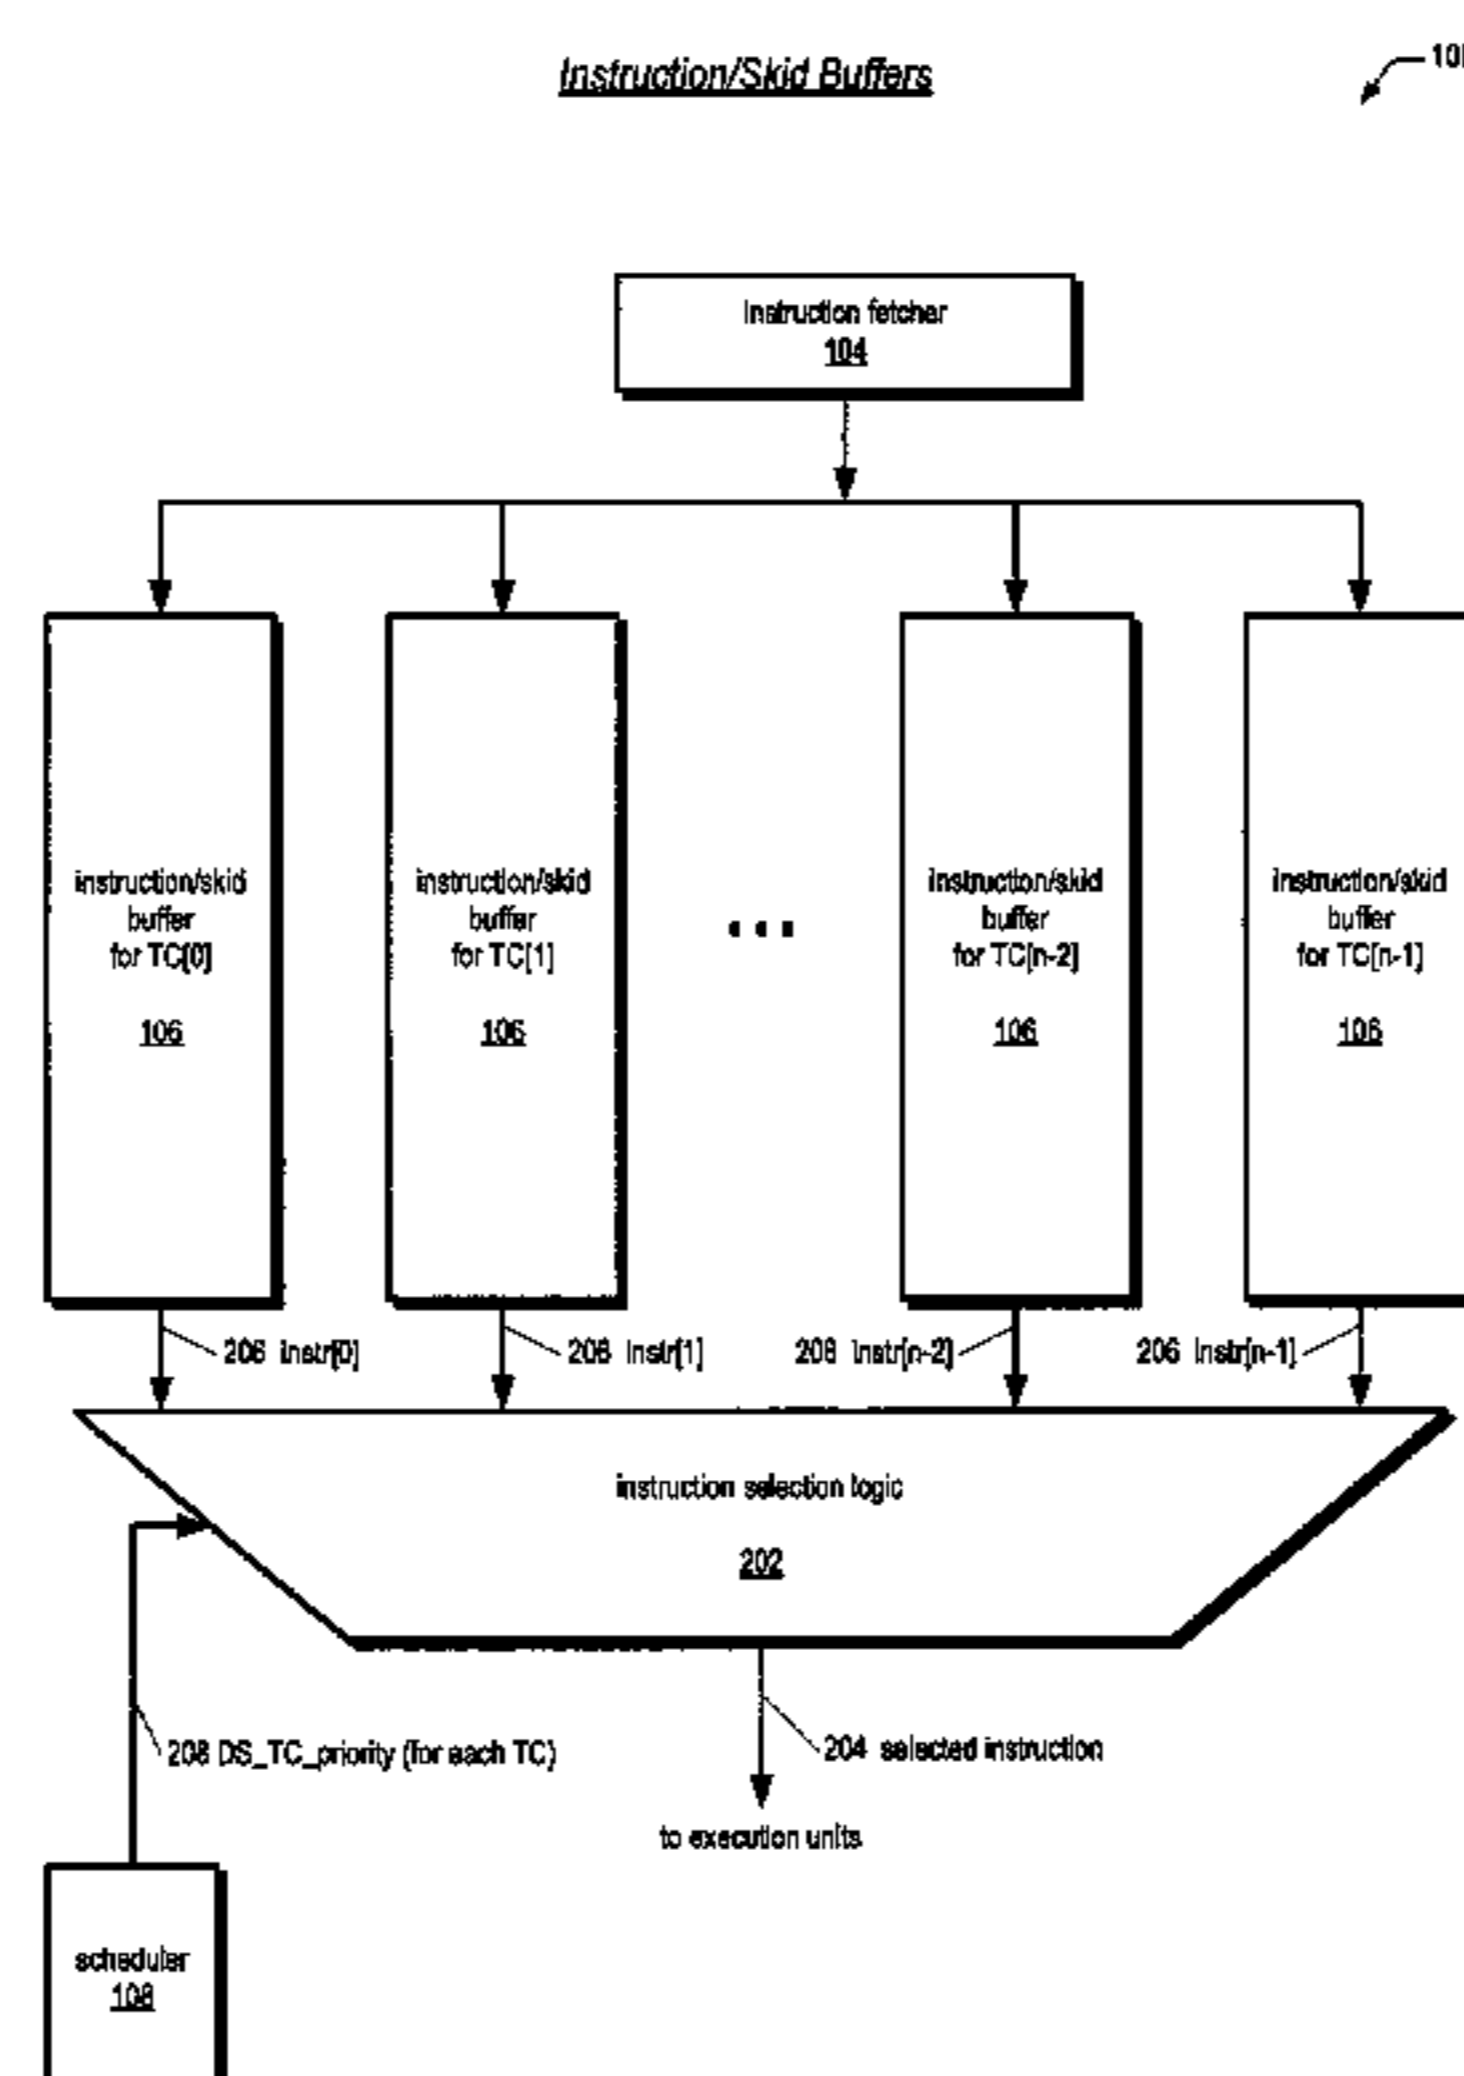 Instruction/Skid Buffers
instruction fetcher
104
instruction/skid
buffer
for TC[0]
106
instruction/skid
buffer
for TC[1]
106
instruction/skid
buffer
for TC[n-2]
106
instruction/skid
buffer
for TC[n-1]
106
206 instr[0]
206 instr[1]
206 instr[n-2]
206 instr[n-1]
instruction selection logic
202
208 DS_TC_priority (for each TC)
204 selected instruction
to execution units
scheduler
108